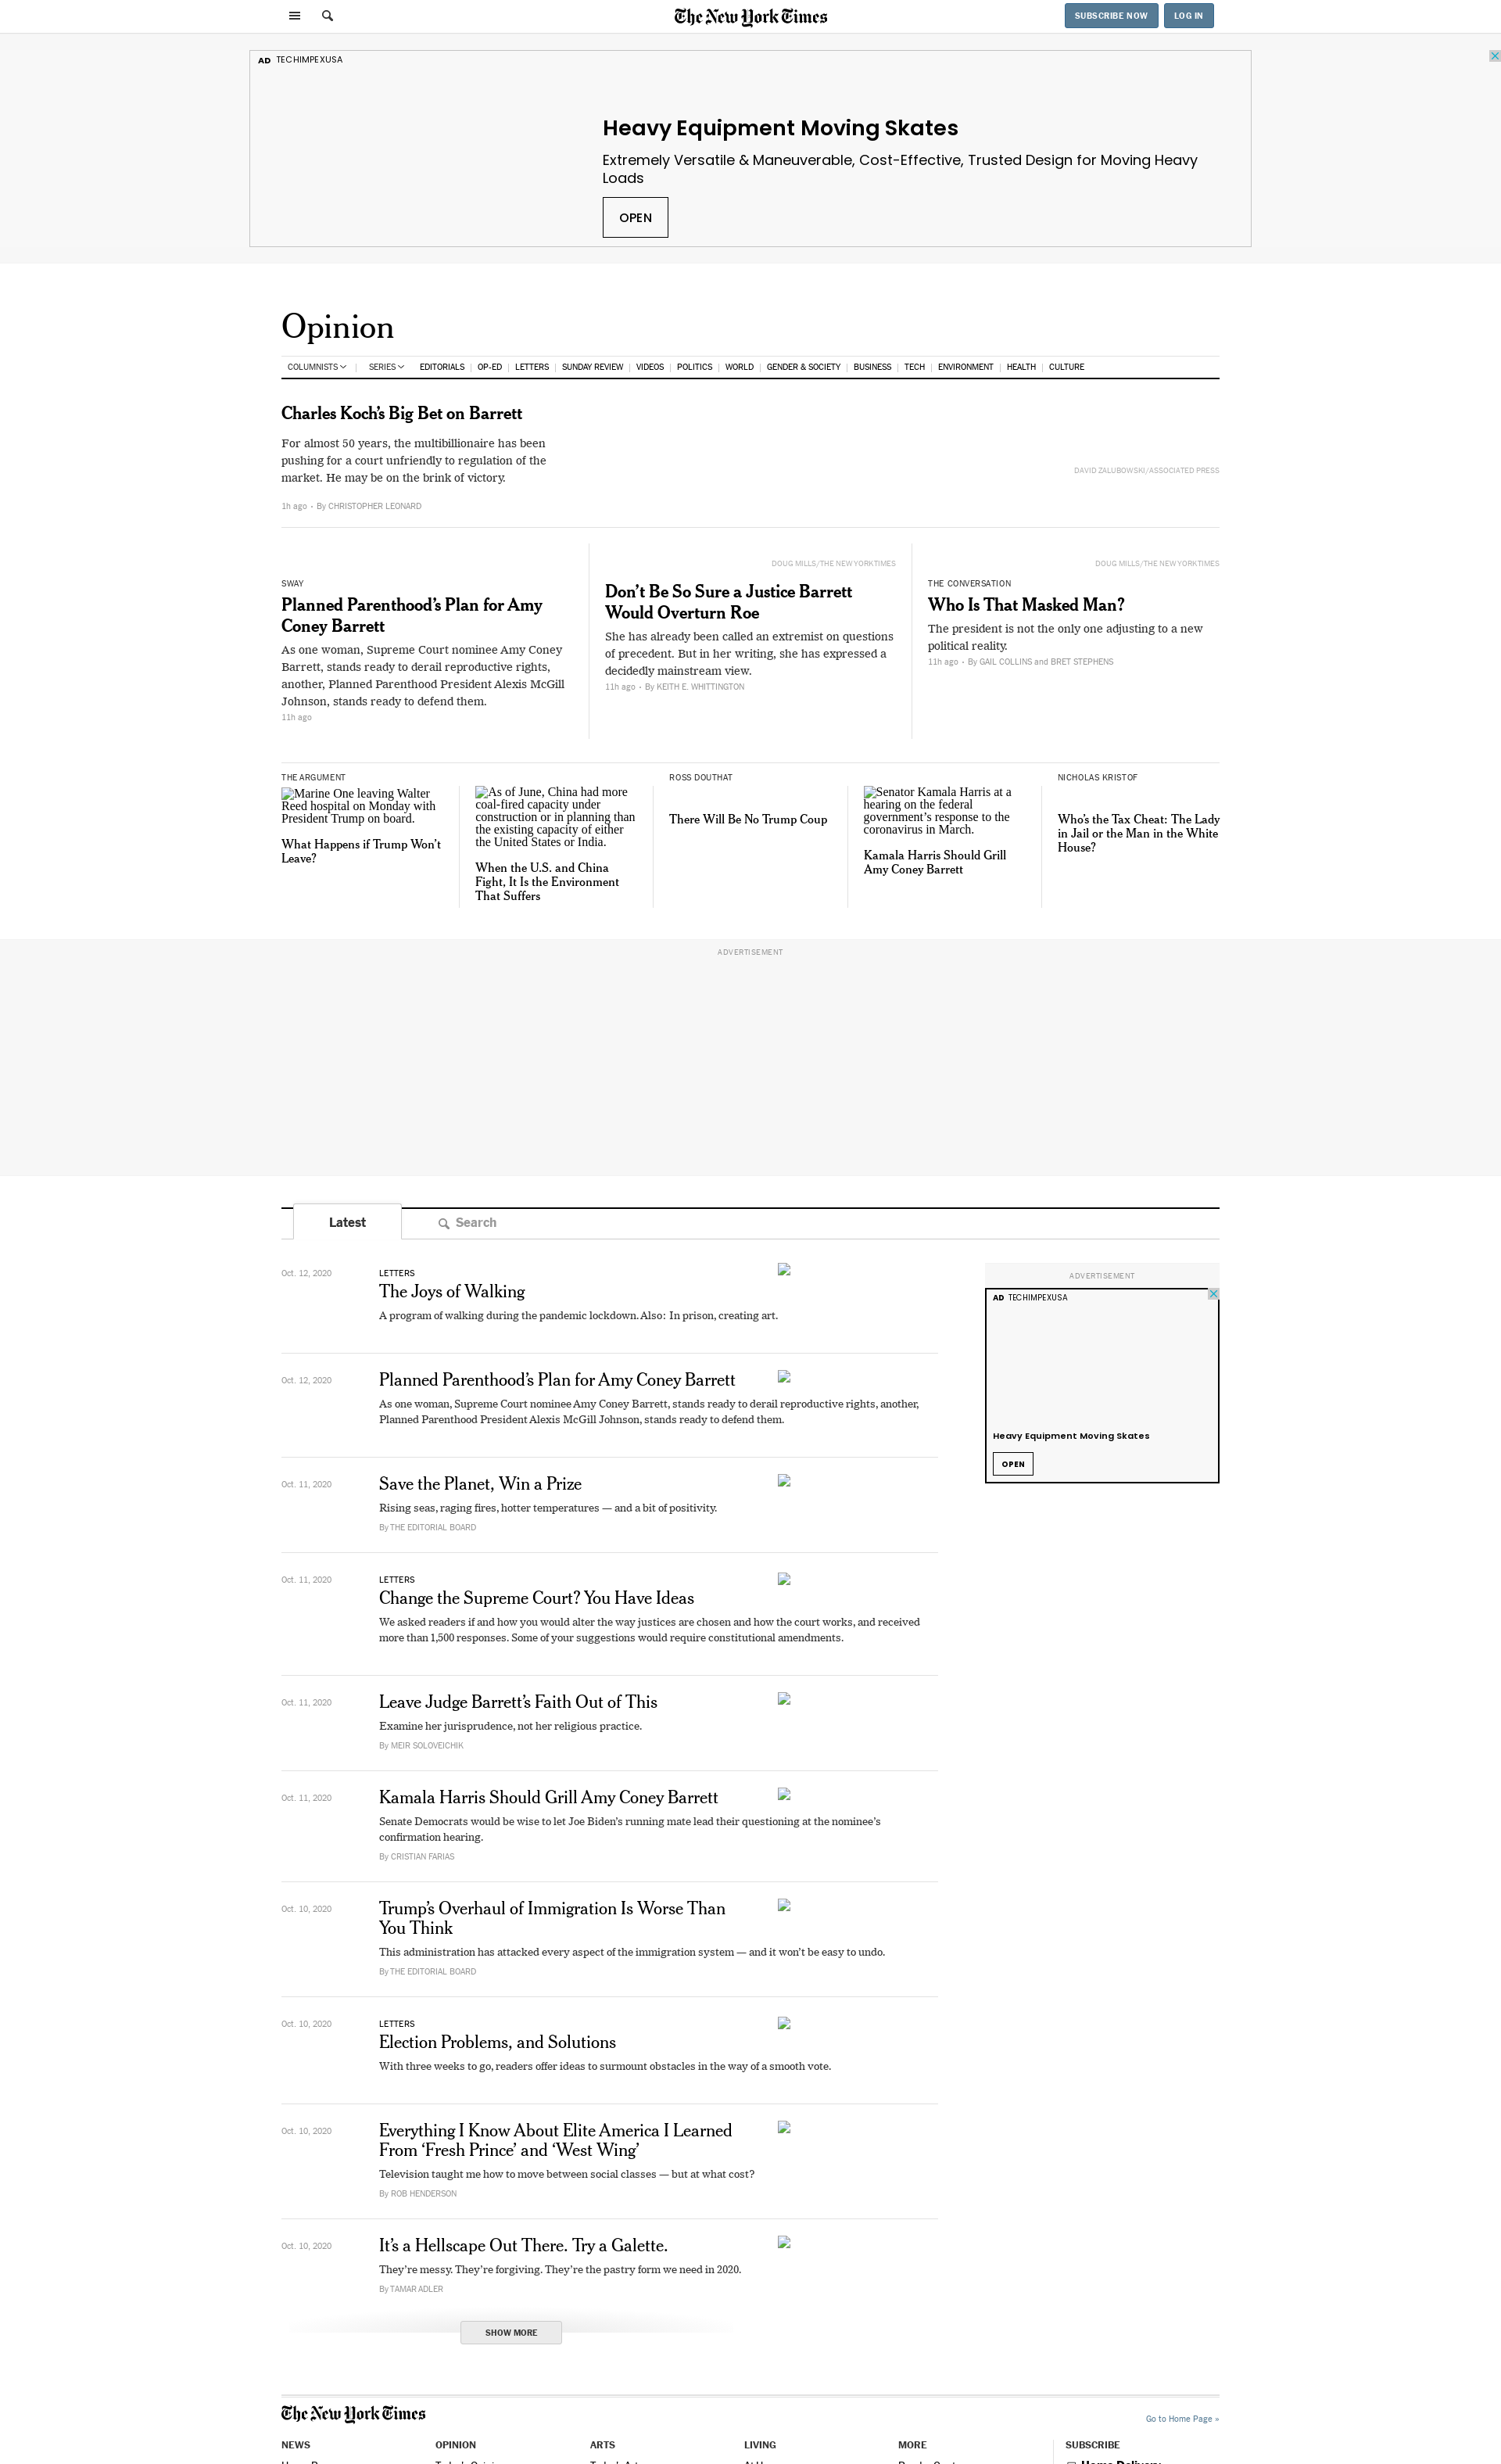 The New York Times
SUBSCRIBE NOW
LOG IN
AD TECHIMPEXUSA
Heavy Equipment Moving Skates
Extremely Versatile & Maneuverable, Cost-Effective, Trusted Design for Moving Heavy
Loads
OPEN
Opinion
COLUMNISTS | SERIES EDITORIALS | OP-ED | LETTERS | SUNDAY REVIEW | VIDEOS | POLITICS | WORLD | GENDER & SOCIETY | BUSINESS | TECH | ENVIRONMENT | HEALTH | CULTURE
Charles Koch’s Big Bet on Barrett
For almost 50 years, the multibillionaire has been
pushing for a court unfriendly to regulation of the
market. He may be on the brink of victory.
1h ago • By CHRISTOPHER LEONARD
DAVID ZALUBOWSKI/ASSOCIATED PRESS
SWAY
Planned Parenthood’s Plan for Amy
Coney Barrett
As one woman, Supreme Court nominee Amy Coney
Barrett, stands ready to derail reproductive rights,
another, Planned Parenthood President Alexis McGill
Johnson, stands ready to defend them.
11h ago
DOUG MILLS/THE NEW YORK TIMES
Don’t Be So Sure a Justice Barrett
Would Overturn Roe
She has already been called an extremist on questions
of precedent. But in her writing, she has expressed a
decidedly mainstream view.
11h ago • By KEITH E. WHITTINGTON
DOUG MILLS/THE NEW YORK TIMES
THE CONVERSATION
Who Is That Masked Man?
The president is not the only one adjusting to a new
political reality.
11h ago • By GAIL COLLINS and BRET STEPHENS
THE ARGUMENT
Marine One leaving Walter
Reed hospital on Monday with
President Trump on board.
What Happens if Trump Won’t
Leave?
As of June, China had more
coal-fired capacity under
construction or in planning than
the existing capacity of either
the United States or India.
When the U.S. and China
Fight, It Is the Environment
That Suffers
ROSS DOUTHAT
There Will Be No Trump Coup
Senator Kamala Harris at a
hearing on the federal
government’s response to the
coronavirus in March.
Kamala Harris Should Grill
Amy Coney Barrett
NICHOLAS KRISTOF
Who’s the Tax Cheat: The Lady
in Jail or the Man in the White
House?
ADVERTISEMENT
Latest
Search
Oct. 12, 2020
LETTERS
The Joys of Walking
A program of walking during the pandemic lockdown. Also: In prison, creating art.
Oct. 12, 2020
Planned Parenthood’s Plan for Amy Coney Barrett
As one woman, Supreme Court nominee Amy Coney Barrett, stands ready to derail reproductive rights, another,
Planned Parenthood President Alexis McGill Johnson, stands ready to defend them.
Oct. 11, 2020
Save the Planet, Win a Prize
Rising seas, raging fires, hotter temperatures — and a bit of positivity.
By THE EDITORIAL BOARD
Oct. 11, 2020
LETTERS
Change the Supreme Court? You Have Ideas
We asked readers if and how you would alter the way justices are chosen and how the court works, and received
more than 1,500 responses. Some of your suggestions would require constitutional amendments.
Oct. 11, 2020
Leave Judge Barrett’s Faith Out of This
Examine her jurisprudence, not her religious practice.
By MEIR SOLOVEICHIK
Oct. 11, 2020
Kamala Harris Should Grill Amy Coney Barrett
Senate Democrats would be wise to let Joe Biden’s running mate lead their questioning at the nominee’s
confirmation hearing.
By CRISTIAN FARIAS
Oct. 10, 2020
Trump’s Overhaul of Immigration Is Worse Than
You Think
This administration has attacked every aspect of the immigration system — and it won’t be easy to undo.
By THE EDITORIAL BOARD
Oct. 10, 2020
LETTERS
Election Problems, and Solutions
With three weeks to go, readers offer ideas to surmount obstacles in the way of a smooth vote.
Oct. 10, 2020
Everything I Know About Elite America I Learned
From ‘Fresh Prince’ and ‘West Wing’
Television taught me how to move between social classes — but at what cost?
By ROB HENDERSON
Oct. 10, 2020
It’s a Hellscape Out There. Try a Galette.
They’re messy. They’re forgiving. They’re the pastry form we need in 2020.
By TAMAR ADLER
SHOW MORE
ADVERTISEMENT
AD TECHIMPEXUSA
Heavy Equipment Moving Skates
OPEN
The New York Times
Go to Home Page »
NEWS
OPINION
ARTS
LIVING
MORE
SUBSCRIBE